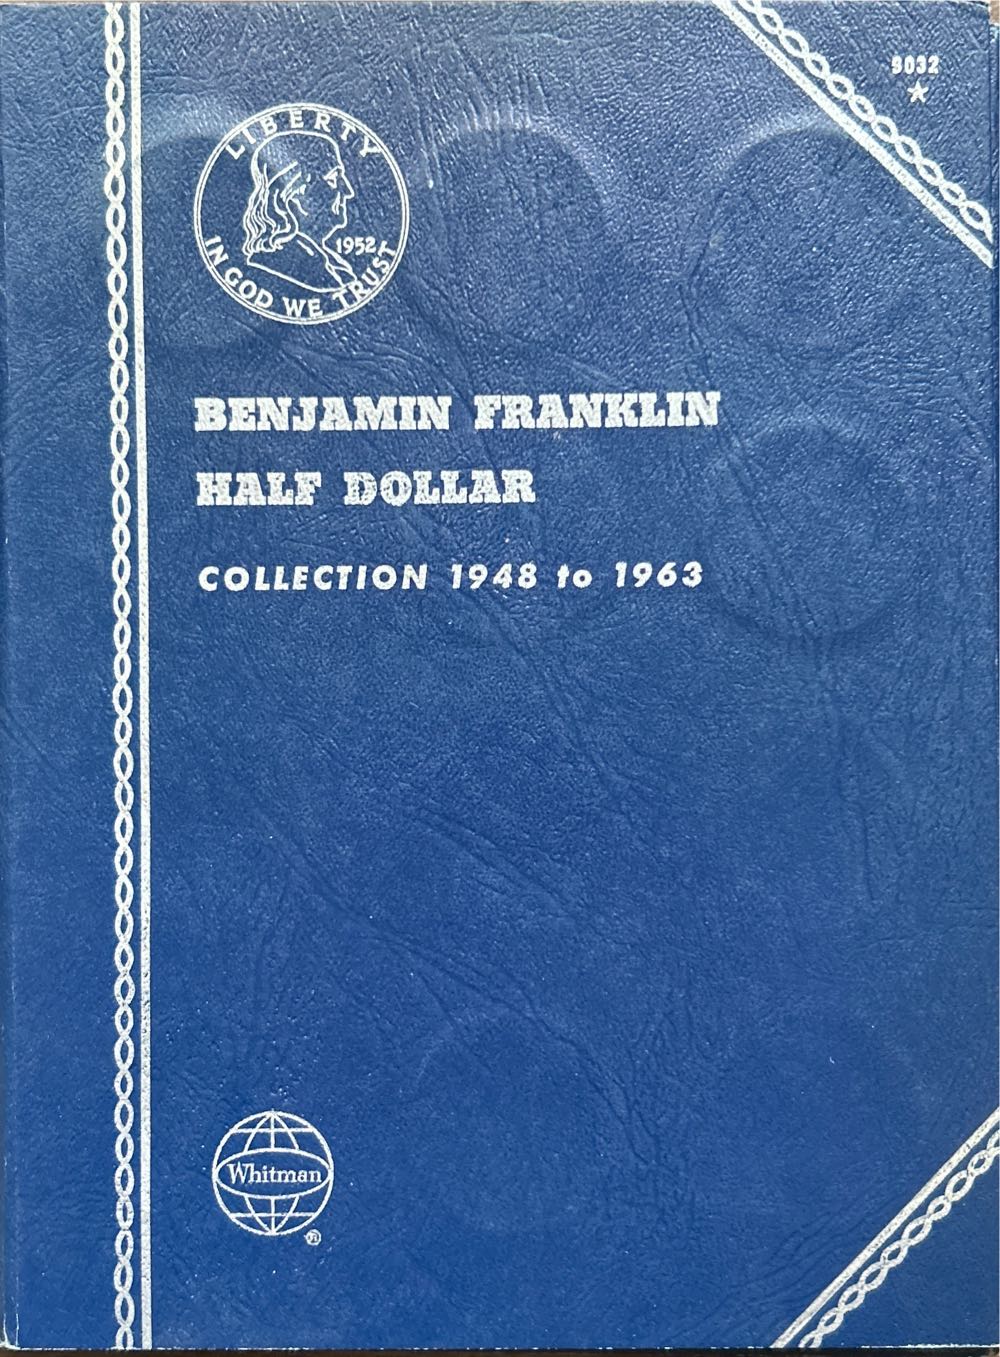 9032
LIBERTY
1952
IN GOD WE TRUST
BENJAMIN FRANKLIN
HALF DOLLAR
COLLECTION 1948 to 1963
Whitman
®